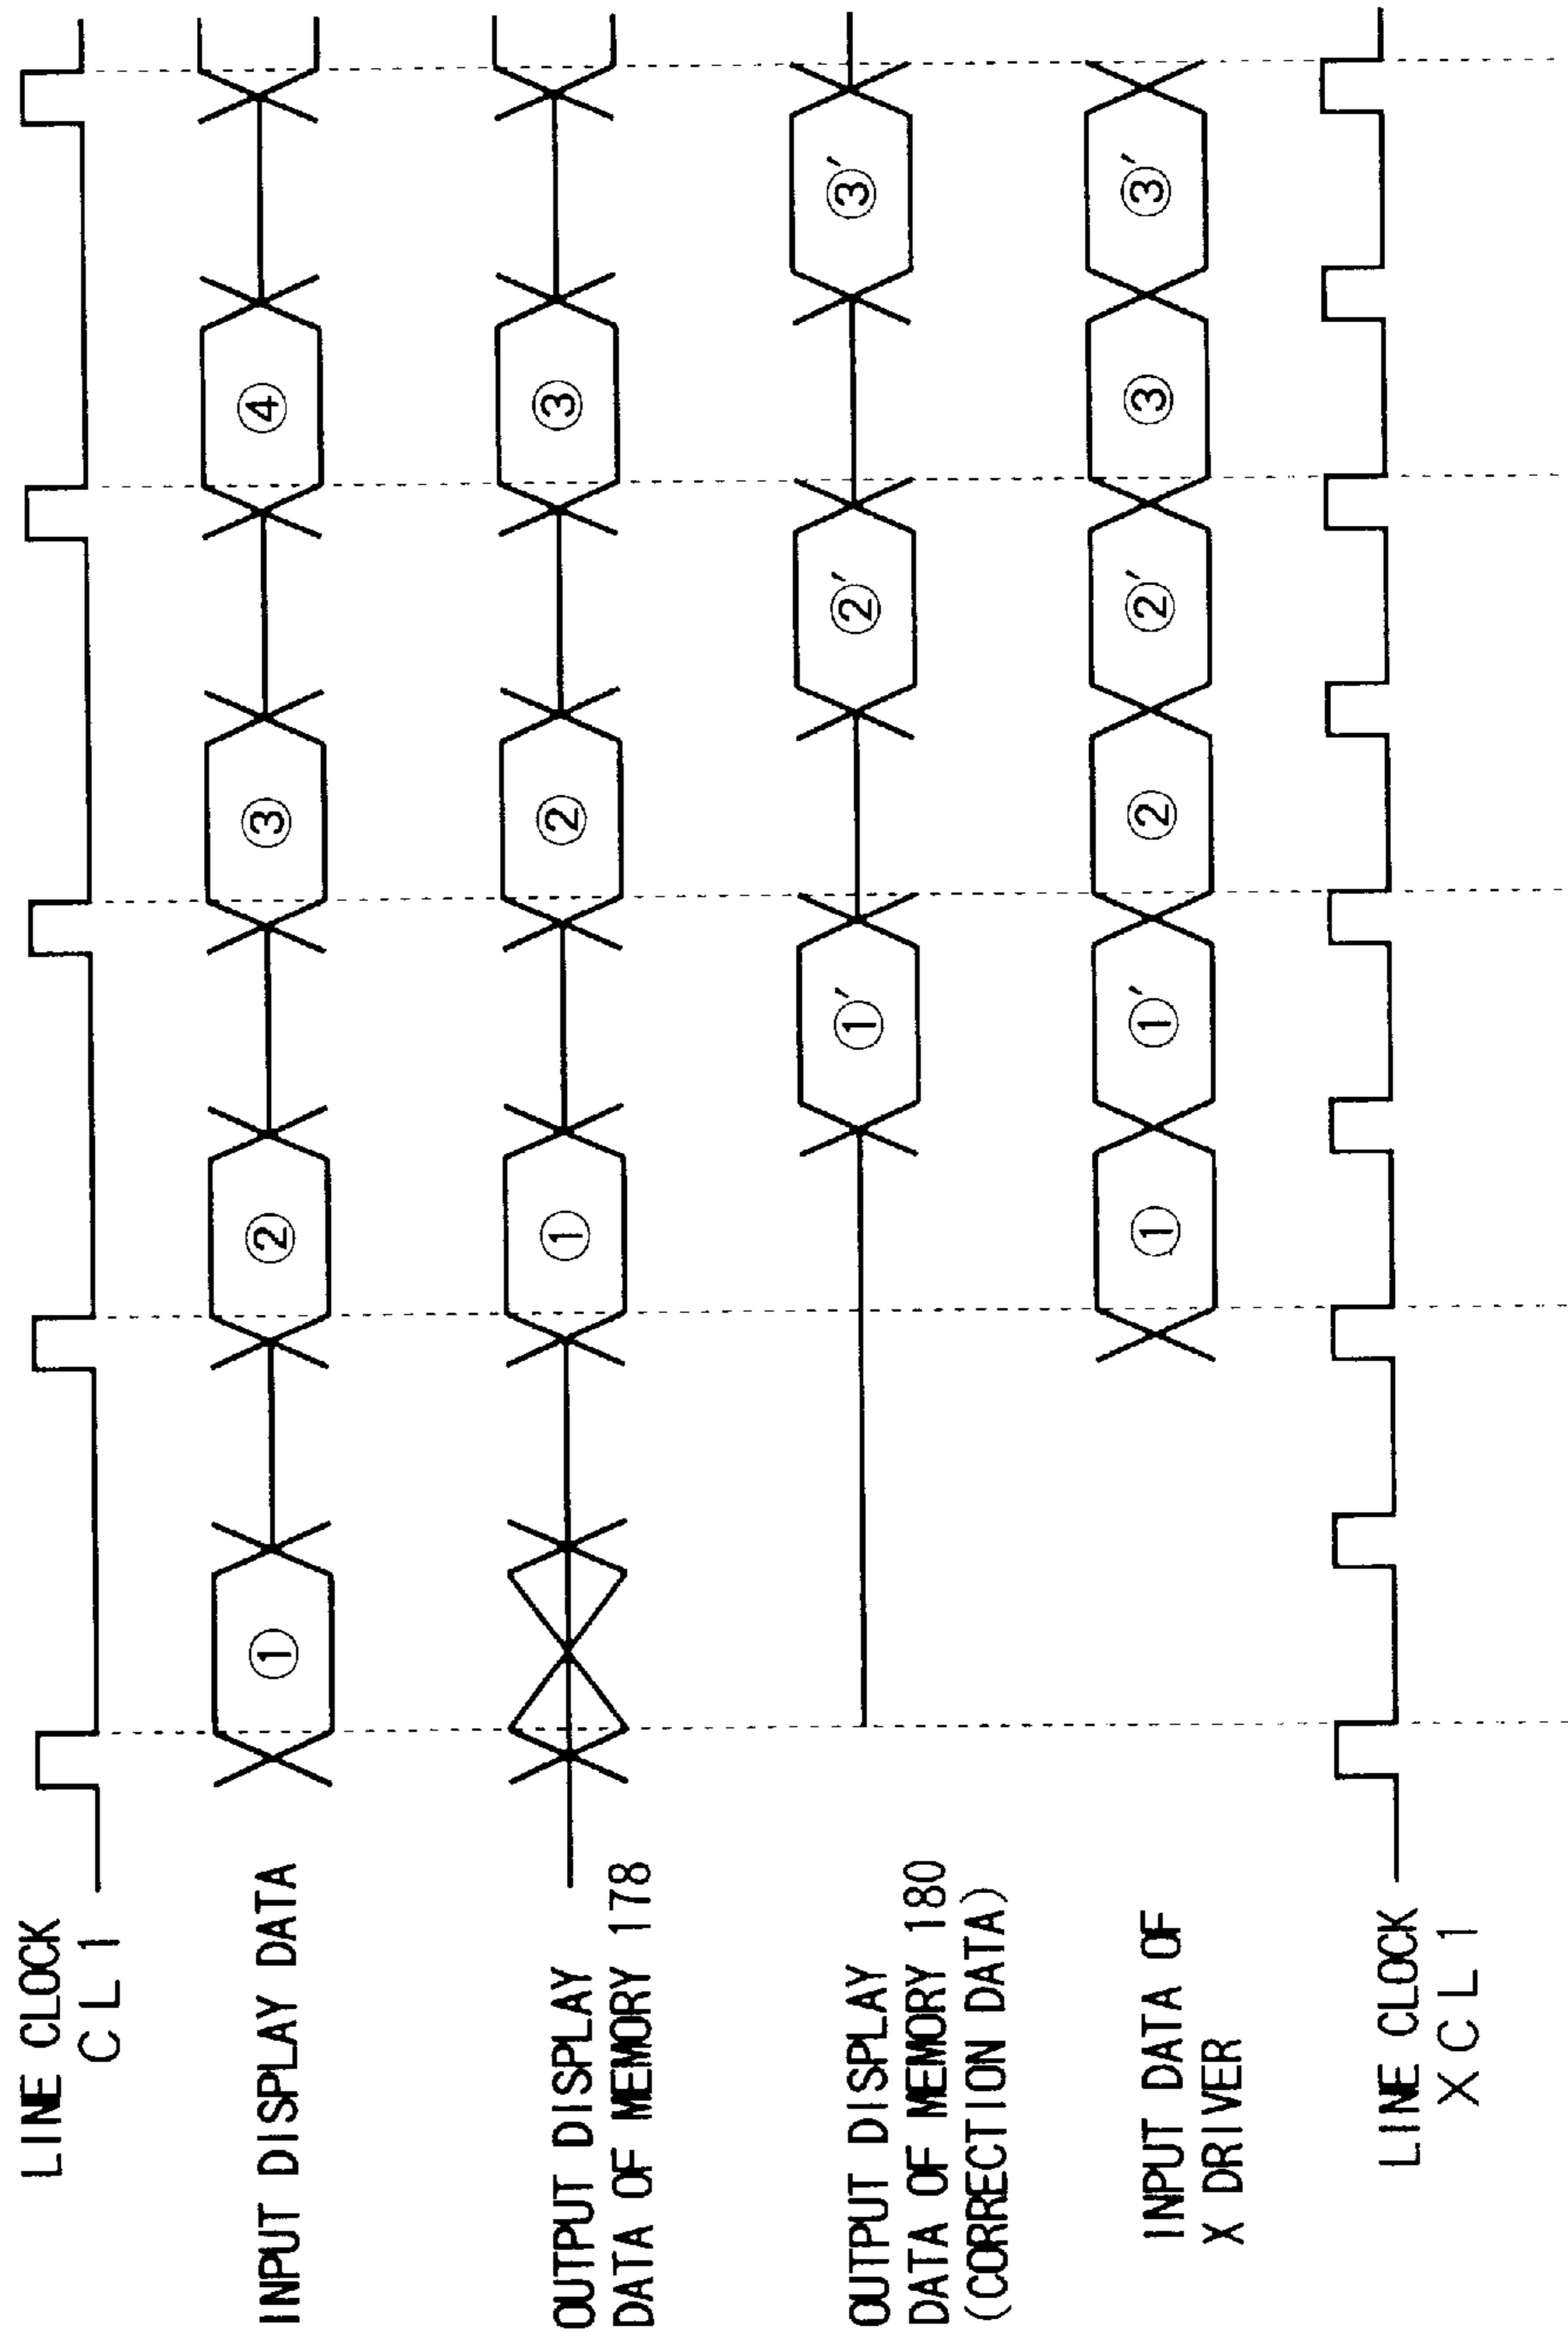 LINE CLOCK
CL1
INPUT DISPLAY DATA
① ② ③ ④
OUTPUT DISPLAY
DATA OF MEMORY 178
① ② ③
OUTPUT DISPLAY
DATA OF MEMORY 180
(CORRECTION DATA)
①′ ②′ ③′
INPUT DATA OF
X DRIVER
① ①′ ② ②′ ③ ③′
LINE CLOCK
XCL1